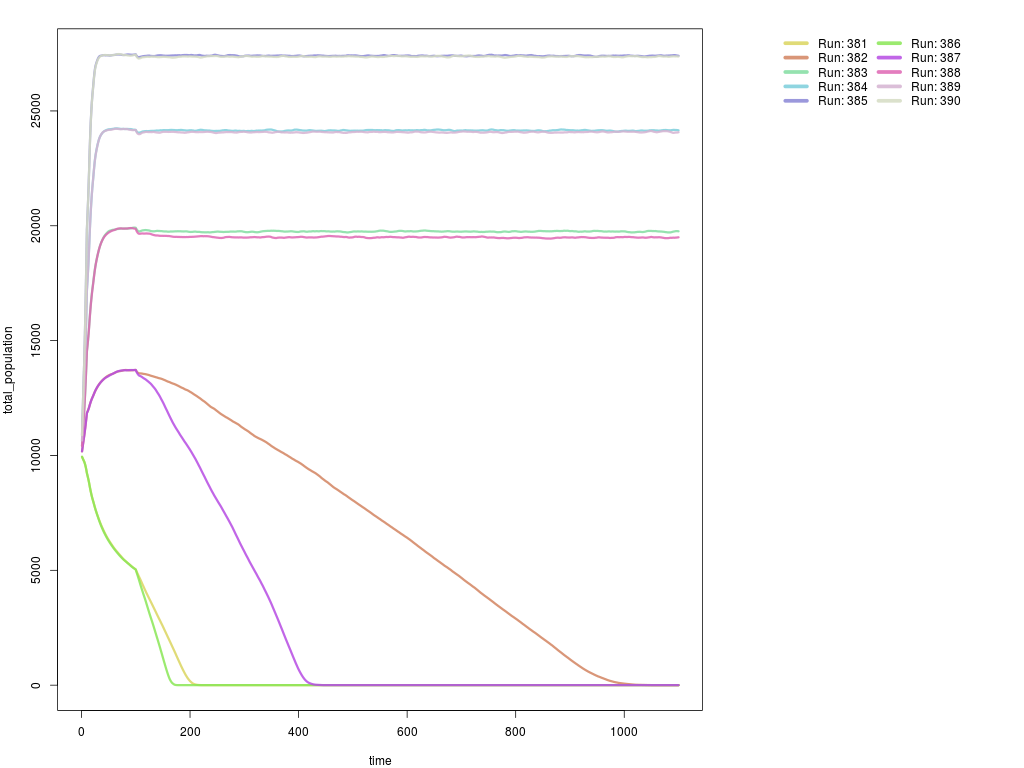 Run: 381
Run: 382
Run: 383
Run: 384
Run: 385
Run: 386
Run: 387
Run: 388
Run: 389
Run: 390
total_population
25000
20000
15000
10000
5000
0
0 200 400 600 800 1000
time